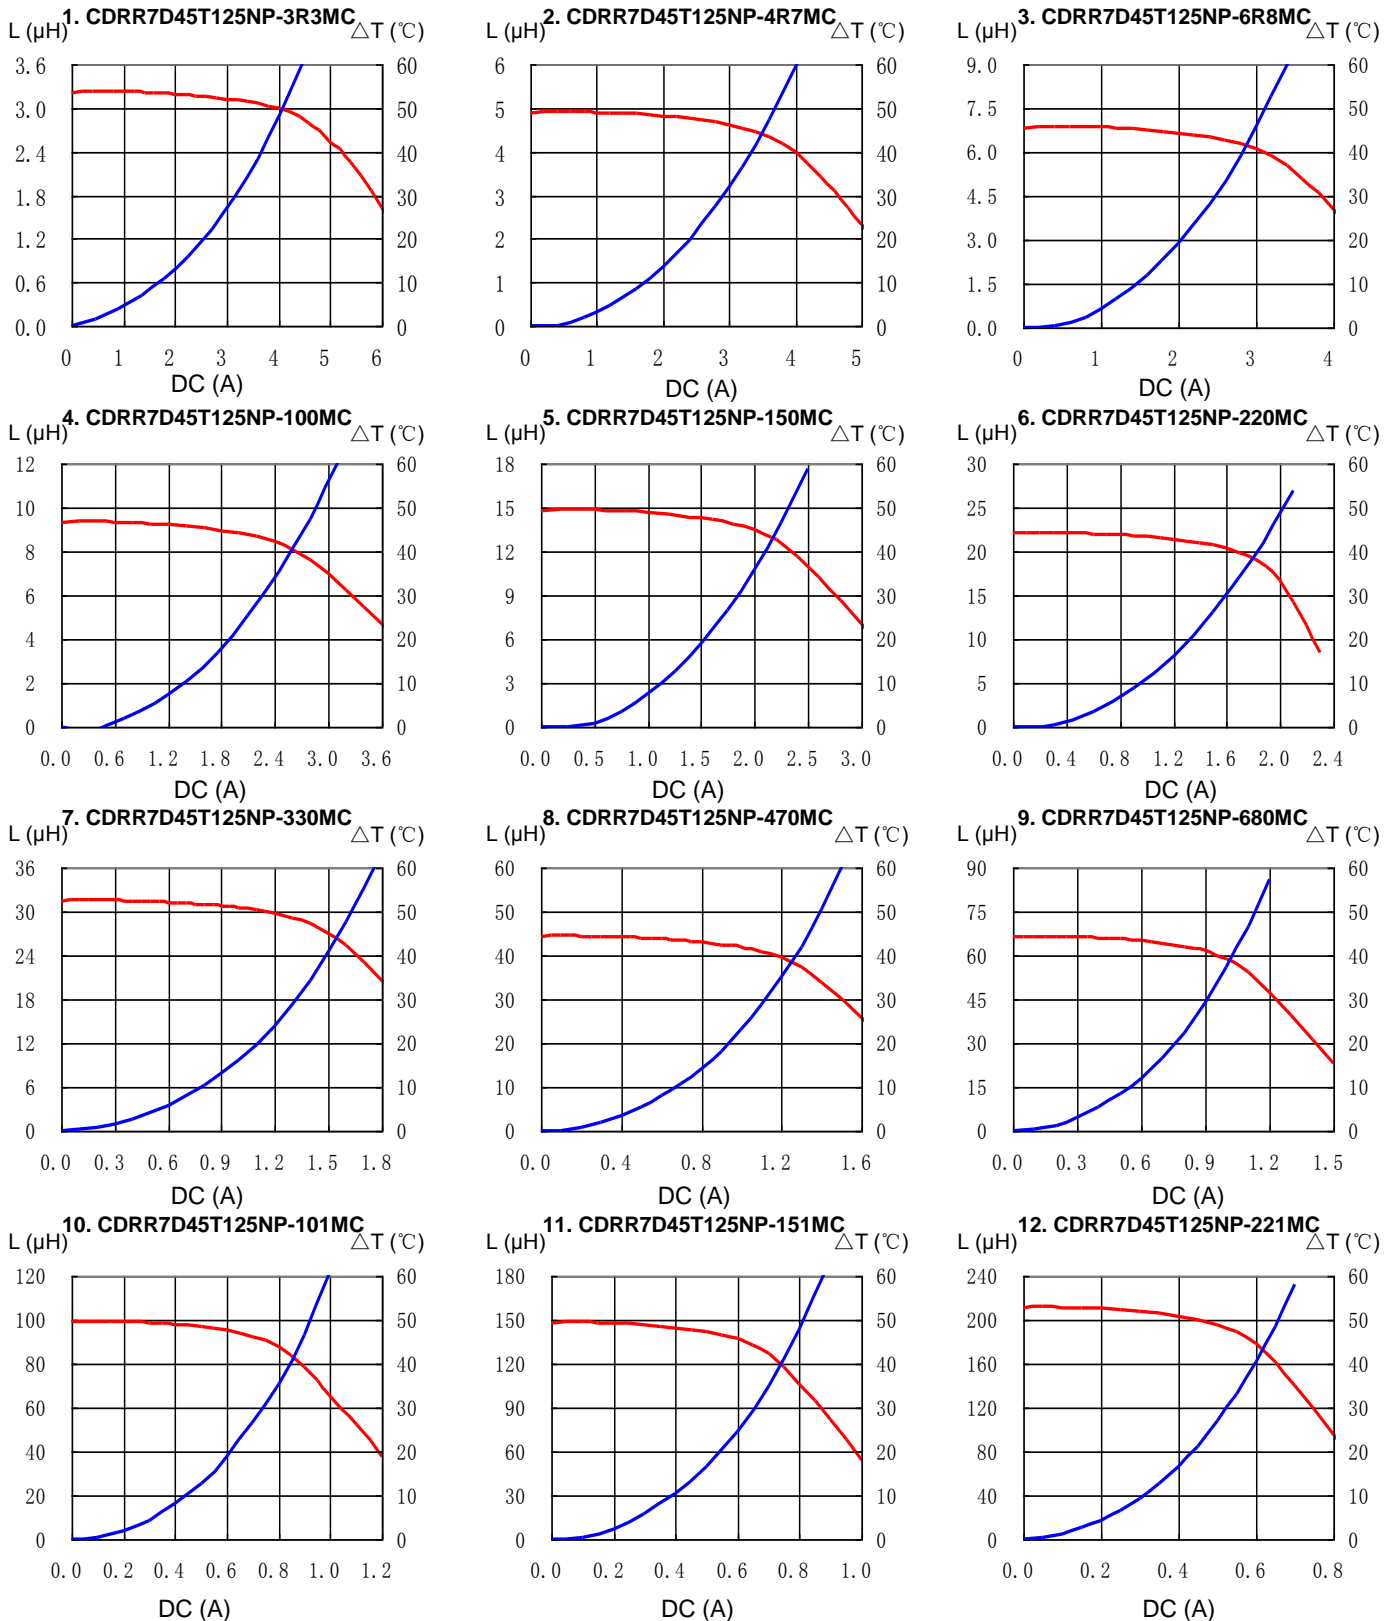 1. CDRR7D45T125NP-3R3MC
L (µH) △T (℃)
3.6 60
3.0 50
2.4 40
1.8 30
1.2 20
0.6 10
0.0 0
0 1 2 3 4 5 6
DC (A)
2. CDRR7D45T125NP-4R7MC
L (µH) △T (℃)
6 60
5 50
4 40
3 30
2 20
1 10
0 0
0 1 2 3 4 5
DC (A)
3. CDRR7D45T125NP-6R8MC
L (µH) △T (℃)
9.0 60
7.5 50
6.0 40
4.5 30
3.0 20
1.5 10
0.0 0
0 1 2 3 4
DC (A)
4. CDRR7D45T125NP-100MC
L (µH) △T (℃)
12 60
10 50
8 40
6 30
4 20
2 10
0 0
0.0 0.6 1.2 1.8 2.4 3.0 3.6
DC (A)
5. CDRR7D45T125NP-150MC
L (µH) △T (℃)
18 60
15 50
12 40
9 30
6 20
3 10
0 0
0.0 0.5 1.0 1.5 2.0 2.5 3.0
DC (A)
6. CDRR7D45T125NP-220MC
L (µH) △T (℃)
30 60
25 50
20 40
15 30
10 20
5 10
0 0
0.0 0.4 0.8 1.2 1.6 2.0 2.4
DC (A)
7. CDRR7D45T125NP-330MC
L (µH) △T (℃)
36 60
30 50
24 40
18 30
12 20
6 10
0 0
0.0 0.3 0.6 0.9 1.2 1.5 1.8
DC (A)
8. CDRR7D45T125NP-470MC
L (µH) △T (℃)
60 60
50 50
40 40
30 30
20 20
10 10
0 0
0.0 0.4 0.8 1.2 1.6
DC (A)
9. CDRR7D45T125NP-680MC
L (µH) △T (℃)
90 60
75 50
60 40
45 30
30 20
15 10
0 0
0.0 0.3 0.6 0.9 1.2 1.5
DC (A)
10. CDRR7D45T125NP-101MC
L (µH) △T (℃)
120 60
100 50
80 40
60 30
40 20
20 10
0 0
0.0 0.2 0.4 0.6 0.8 1.0 1.2
DC (A)
11. CDRR7D45T125NP-151MC
L (µH) △T (℃)
180 60
150 50
120 40
90 30
60 20
30 10
0 0
0.0 0.2 0.4 0.6 0.8 1.0
DC (A)
12. CDRR7D45T125NP-221MC
L (µH) △T (℃)
240 60
200 50
160 40
120 30
80 20
40 10
0 0
0.0 0.2 0.4 0.6 0.8
DC (A)